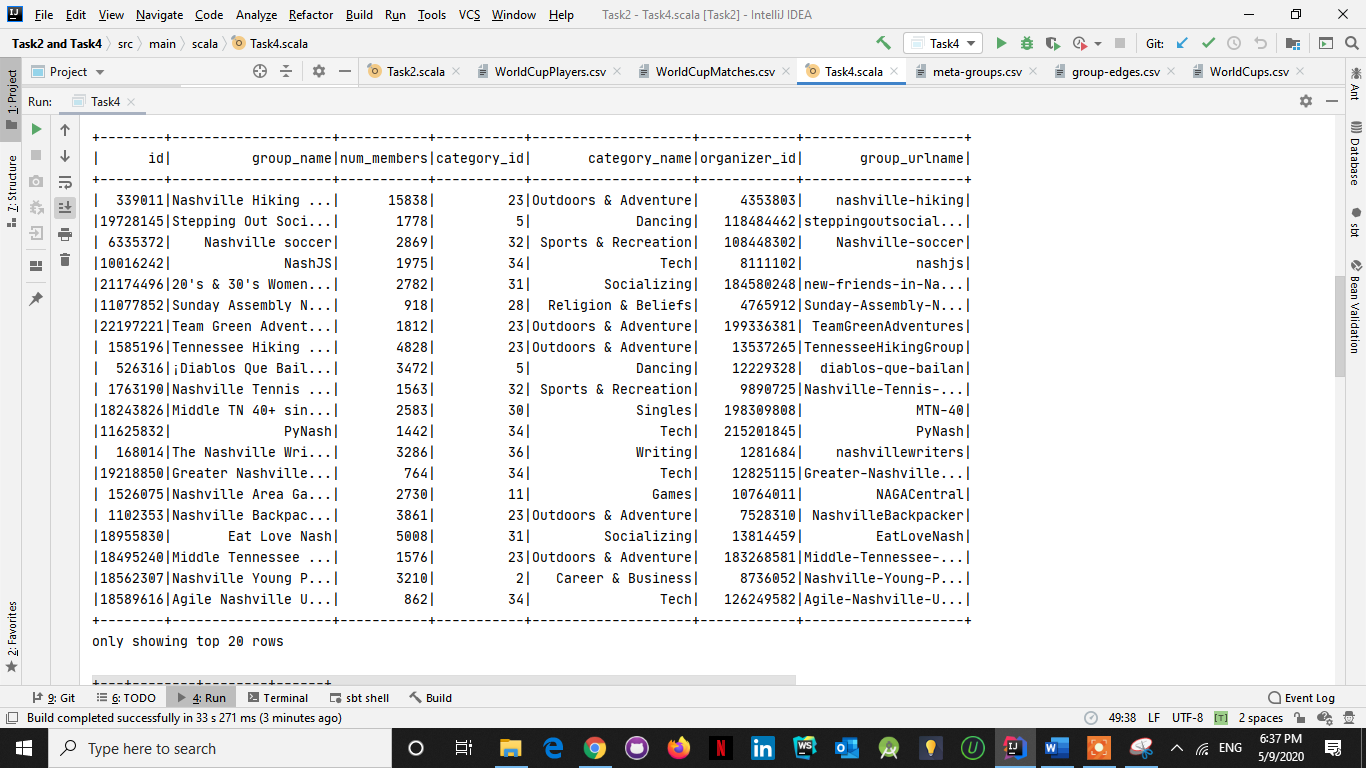 File Edit View Navigate Code Analyze Refactor Build Run Tools VCS Window Help Task2 - Task4.scala [Task2] - IntelliJ IDEA
Task2 and Task4 src main scala Task4.scala Task4 Git:
1: Project
Project Task2.scala WorldCupPlayers.csv WorldCupMatches.csv Task4.scala meta-groups.csv group-edges.csv WorldCups.csv
Run: Task4
+--------+--------------------+-----------+-----------+--------------------+------------+--------------------+
|      id|          group_name|num_members|category_id|       category_name|organizer_id|       group_urlname|
+--------+--------------------+-----------+-----------+--------------------+------------+--------------------+
|  339011|Nashville Hiking ...|      15838|         23|Outdoors & Adventure|     4353803|    nashville-hiking|
|19728145|Stepping Out Soci...|       1778|          5|             Dancing|   118484462|steppingoutsocial...|
| 6335372|    Nashville soccer|       2869|         32| Sports & Recreation|   108448302|    Nashville-soccer|
|10016242|              NashJS|       1975|         34|                Tech|     8111102|              nashjs|
|21174496|20's & 30's Women...|       2782|         31|         Socializing|   184580248|new-friends-in-Na...|
|11077852|Sunday Assembly N...|        918|         28|  Religion & Beliefs|     4765912|Sunday-Assembly-N...|
|22197221|Team Green Advent...|       1812|         23|Outdoors & Adventure|   199336381| TeamGreenAdventures|
| 1585196|Tennessee Hiking ...|       4828|         23|Outdoors & Adventure|    13537265|TennesseeHikingGroup|
|  526316|¡Diablos Que Bail...|       3472|          5|             Dancing|    12229328|  diablos-que-bailan|
| 1763190|Nashville Tennis ...|       1563|         32| Sports & Recreation|     9890725|Nashville-Tennis-...|
|18243826|Middle TN 40+ sin...|       2583|         30|             Singles|   198309808|              MTN-40|
|11625832|              PyNash|       1442|         34|                Tech|   215201845|              PyNash|
|  168014|The Nashville Wri...|       3286|         36|             Writing|     1281684|    nashvillewriters|
|19218850|Greater Nashville...|        764|         34|                Tech|    12825115|Greater-Nashville...|
| 1526075|Nashville Area Ga...|       2730|         11|               Games|    10764011|         NAGACentral|
| 1102353|Nashville Backpac...|       3861|         23|Outdoors & Adventure|     7528310| NashvilleBackpacker|
|18955830|       Eat Love Nash|       5008|         31|         Socializing|    13814459|         EatLoveNash|
|18495240|Middle Tennessee ...|       1576|         23|Outdoors & Adventure|   183268581|Middle-Tennessee-...|
|18562307|Nashville Young P...|       3210|          2|   Career & Business|     8736052|Nashville-Young-P...|
|18589616|Agile Nashville U...|        862|         34|                Tech|   126249582|Agile-Nashville-U...|
+--------+--------------------+-----------+-----------+--------------------+------------+--------------------+
only showing top 20 rows
+---+--------+--------+------+
7: Structure
2: Favorites
Ant
Database
sbt
Bean Validation
9: Git 6: TODO 4: Run Terminal sbt shell Build Event Log
Build completed successfully in 33 s 271 ms (3 minutes ago) 49:38 LF UTF-8 [T] 2 spaces
Type here to search ENG 6:37 PM
5/9/2020